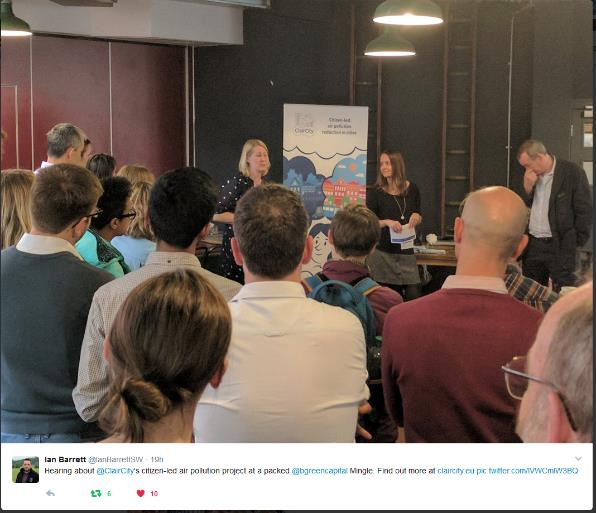 ClairCity
Citizen-led
air pollution
reduction in cities
Ian Barrett @IanBarrettSW · 19h
Hearing about @ClairCity's citizen-led air pollution project at a packed @bgreencapital Mingle. Find out more at claircity.eu pic.twitter.com/IVWCmIW3BQ
6
10